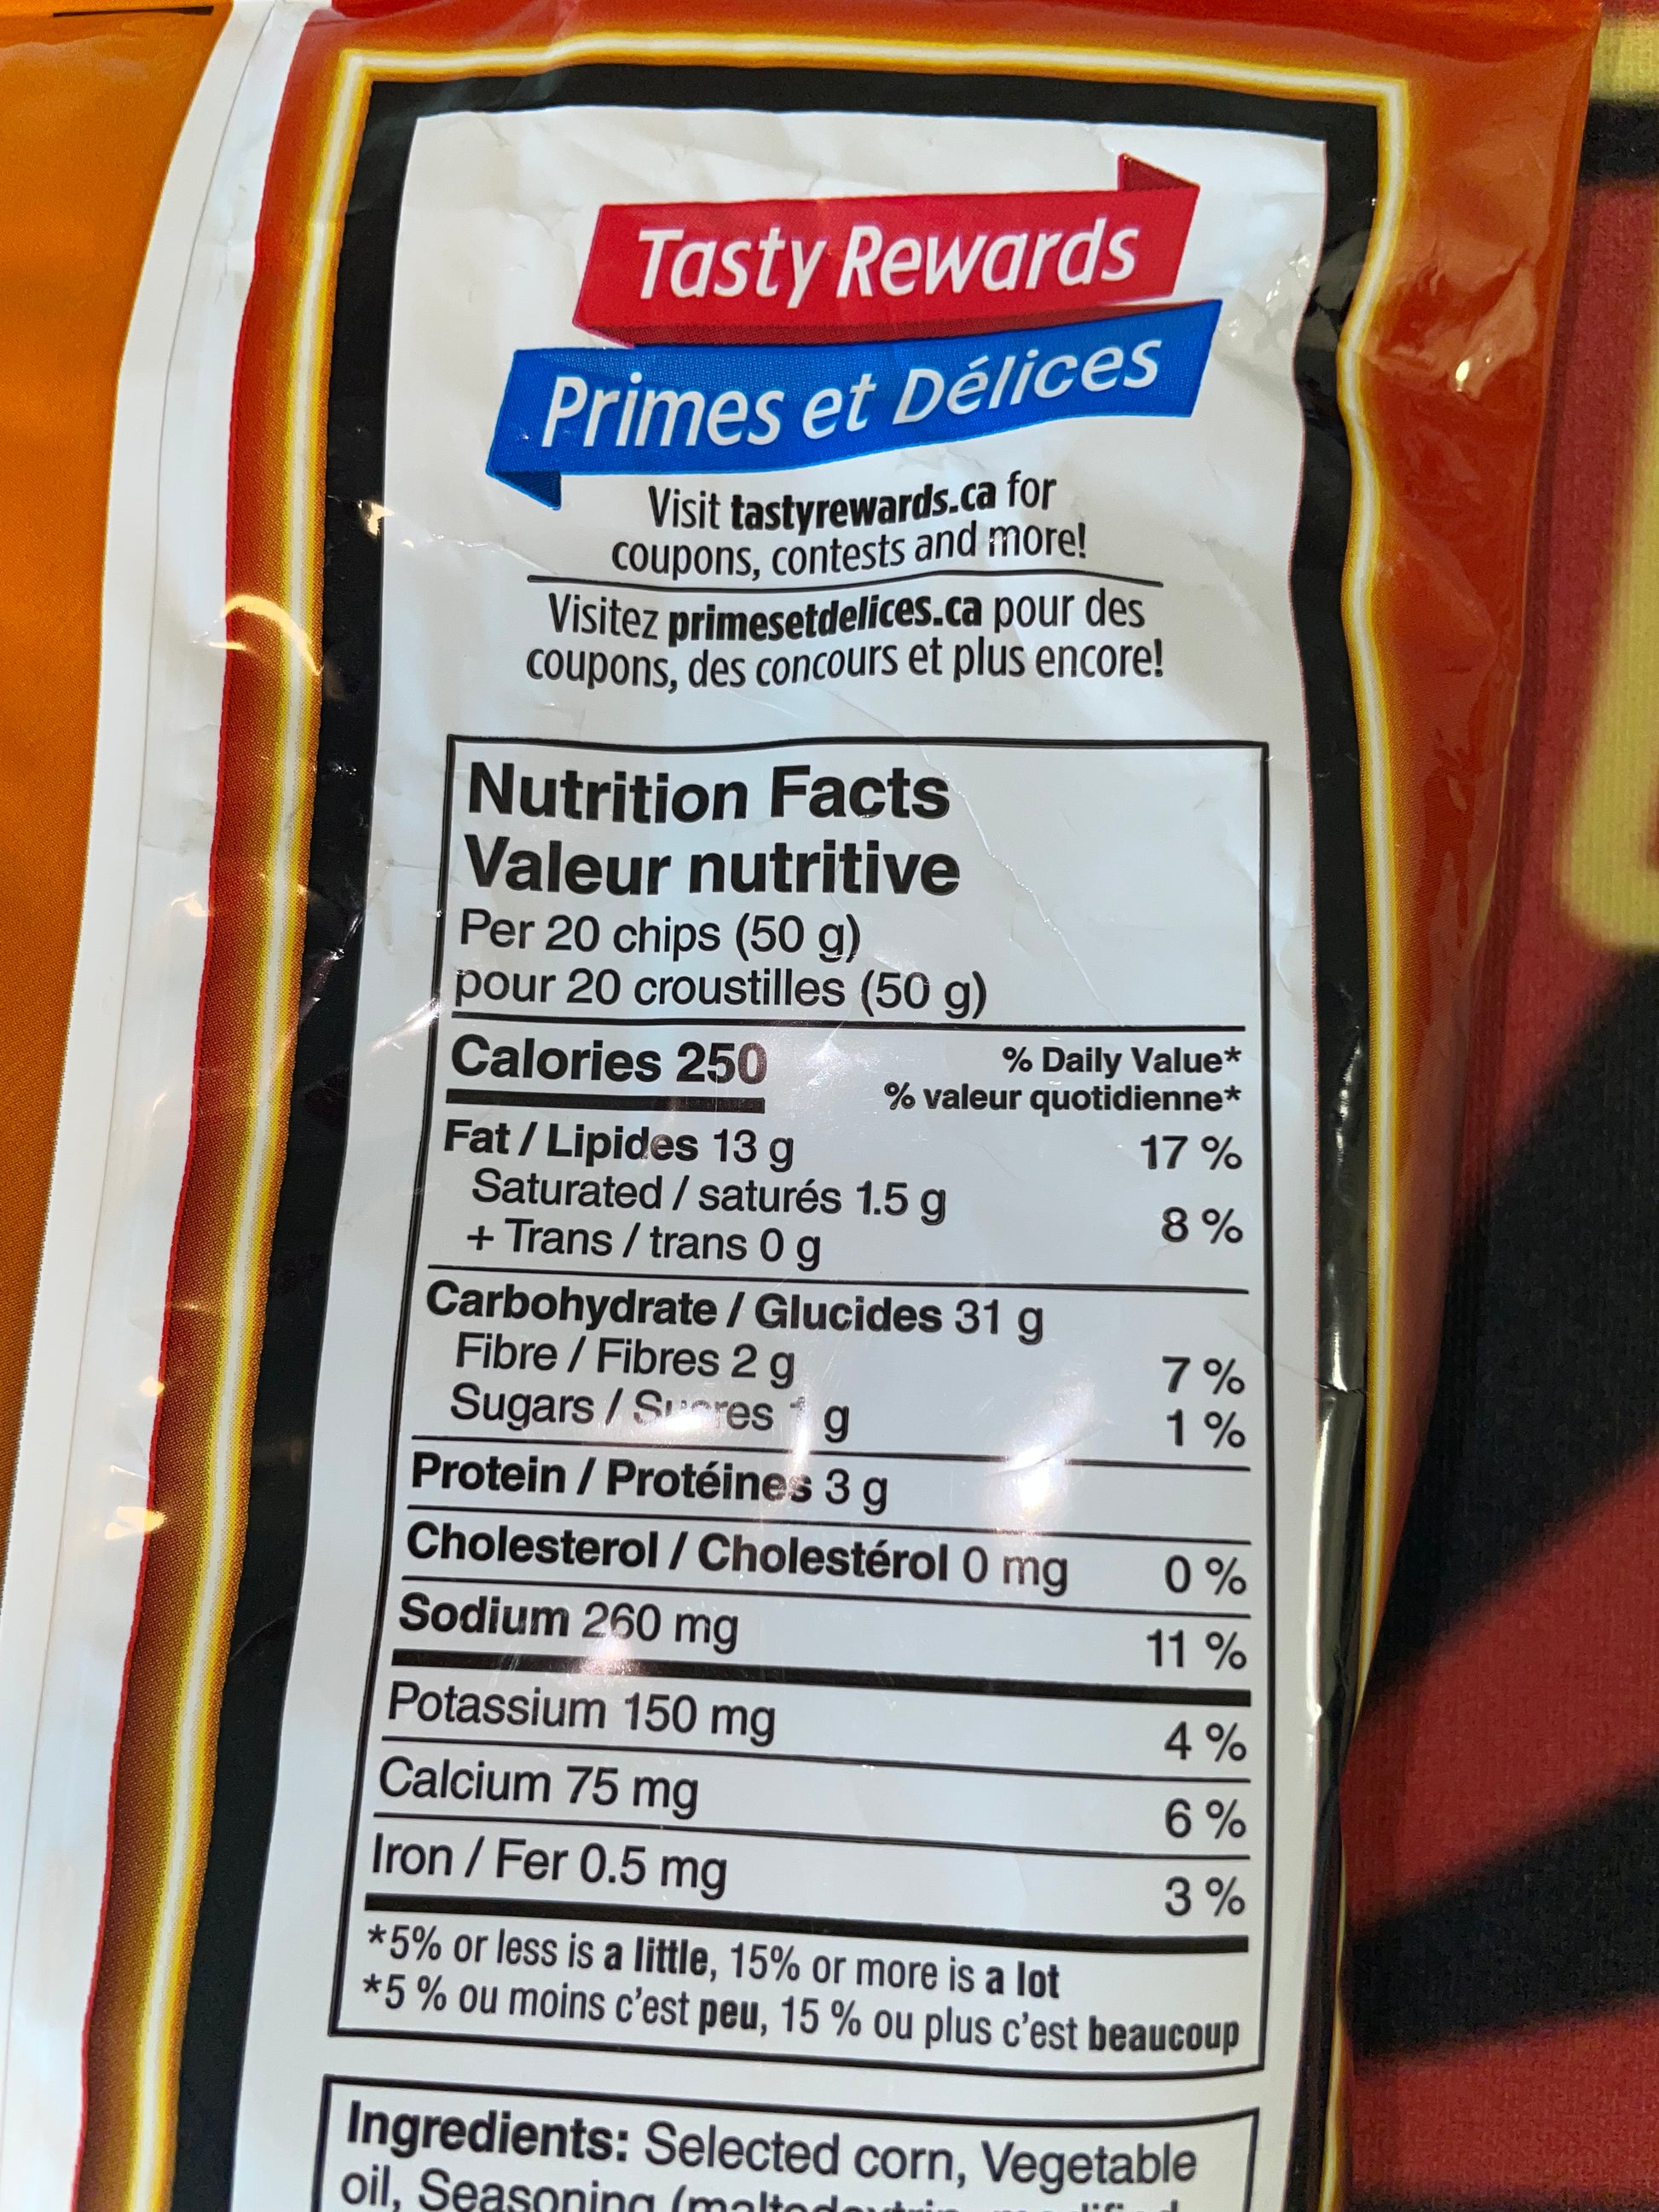 Tasty Rewards
Primes et Délices
Visit tastyrewards.ca for
coupons, contests and more!
Visitez primesetdelices.ca pour des
coupons, des concours et plus encore!
Nutrition Facts
Valeur nutritive
Per 20 chips (50 g)
pour 20 croustilles (50 g)
Calories 250 % Daily Value*
% valeur quotidienne*
Fat / Lipides 13 g 17 %
Saturated / saturés 1.5 g
+ Trans / trans 0 g 8 %
Carbohydrate / Glucides 31 g
Fibre / Fibres 2 g 7 %
Sugars / Sucres 1 g 1 %
Protein / Protéines 3 g
Cholesterol / Cholestérol 0 mg 0 %
Sodium 260 mg 11 %
Potassium 150 mg 4 %
Calcium 75 mg 6 %
Iron / Fer 0.5 mg 3 %
*5% or less is a little, 15% or more is a lot
*5 % ou moins c'est peu, 15 % ou plus c'est beaucoup
Ingredients: Selected corn, Vegetable
oil, Seasoning